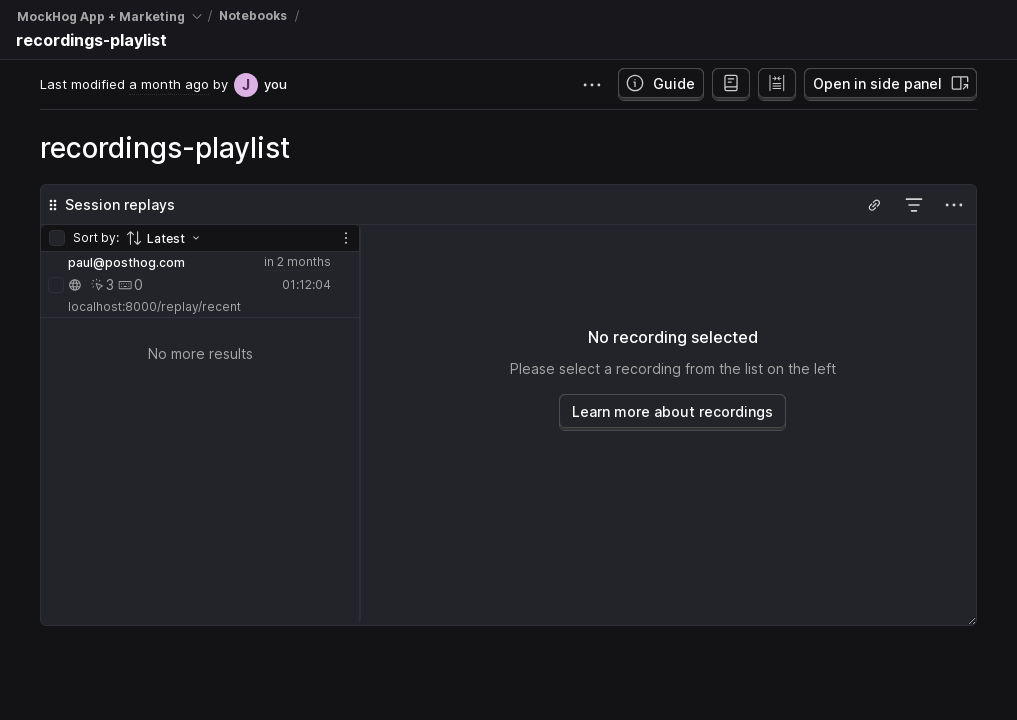 MockHog App + Marketing / Notebooks /
recordings-playlist
Last modified a month ago by J you
Guide
Open in side panel
recordings-playlist
Session replays
Sort by: Latest
paul@posthog.com in 2 months
3 0 01:12:04
localhost:8000/replay/recent
No more results
No recording selected
Please select a recording from the list on the left
Learn more about recordings